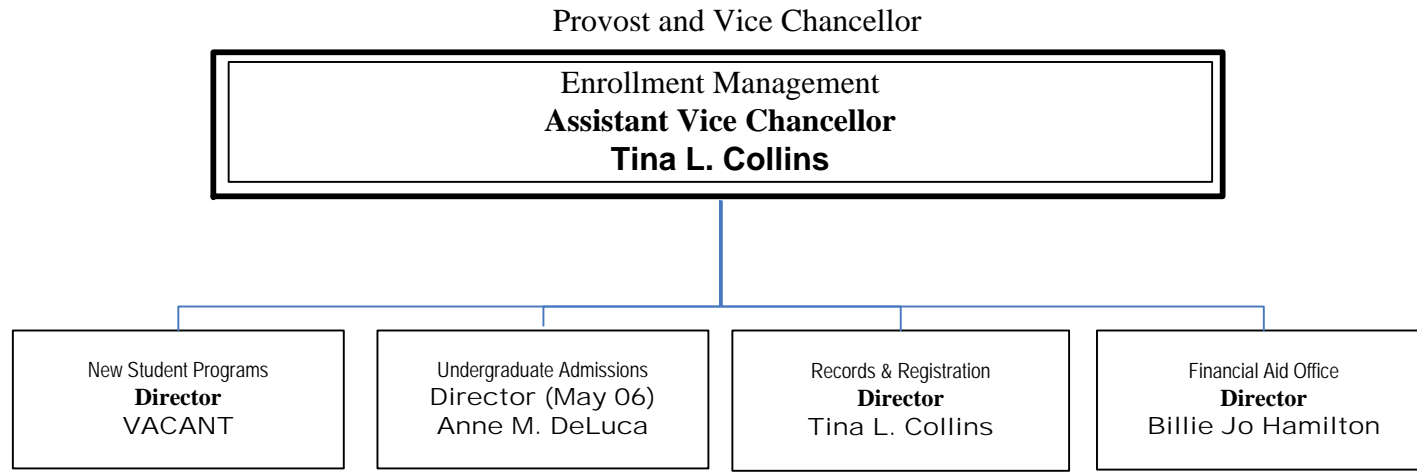 Provost and Vice Chancellor
Enrollment Management
Assistant Vice Chancellor
Tina L. Collins
New Student Programs
Director
VACANT
Undergraduate Admissions
Director (May 06)
Anne M. DeLuca
Records & Registration
Director
Tina L. Collins
Financial Aid Office
Director
Billie Jo Hamilton